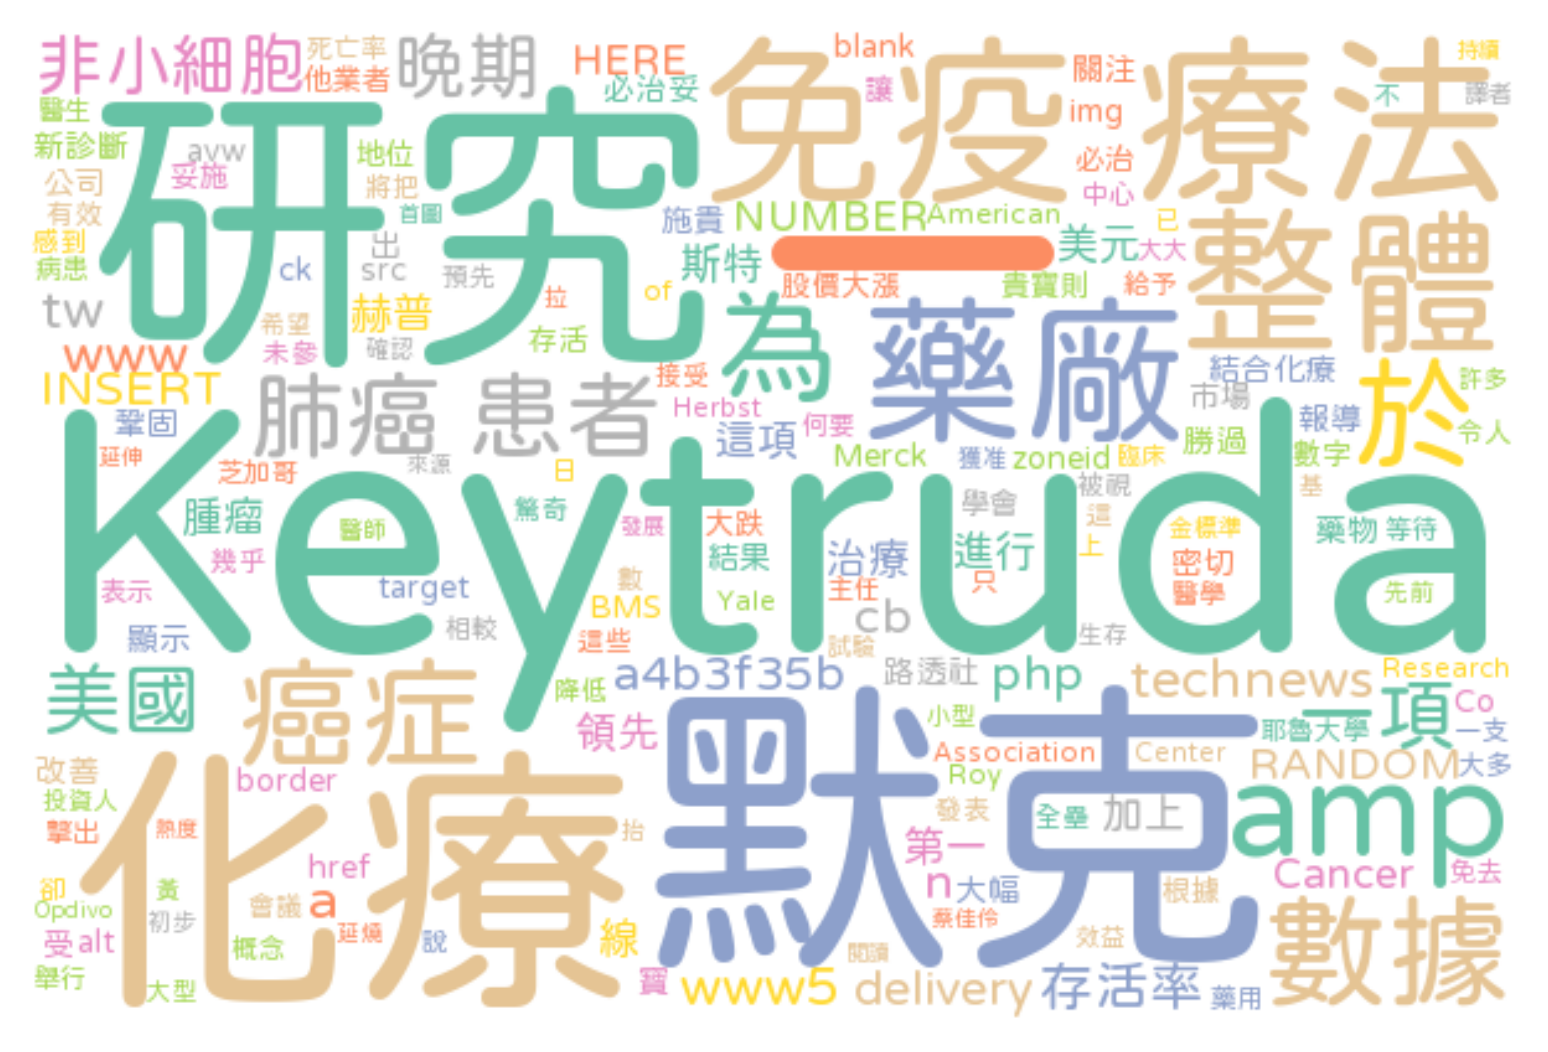 非小細胞 死亡率 晚期 HERE blank 持續
他業者 必治妥 讓 免疫 療法 關注 不 譯者
醫生 研究 img
新診斷 avw 地位 必治
妥施 將把 中心
公司 首圖 施貴 NUMBER American 已
有效 出 一 美元 大大 整體
感到 斯特
病患 ck src 預先 of 股價大漲 貴寶則 給予
tw 希望 赫普 拉 為 藥廠
www 未參 確認 存活 結合化療
INSERT 肺癌 患者 接受 市場 於 許多
鞏固 Herbst 這項 何要 報導 令人
延伸 芝加哥 來源 日 Merck 獲准 zoneid 臨床 勝過 數字
Keytruda
腫瘤 醫師 驚奇 發展 大跌 學會 被視 這 基
幾乎 結果 治療 進行 上 金標準 藥物 等待
表示 target 數 BMS Yale 主任 只 密切 醫學 先前
顯示 相較 這些 試驗 cb 生存
美國 癌症 降低 a4b3f35b 路透社 php technews Research
領先 小型 一項 Co
耶魯大學 一支
改善 border 默克 Association Center RANDOM 大多
投資人 Roy
擊出 熱度 化療 抬 發表 全壘 加上 amp
href 第一 Cancer 免去
卻 黃 會議 a n 大幅 根據
Opdivo 初步 延燒 蔡佳伶
受 alt 概念 說 線 閱讀 效益 數據
舉行 大型 寶 www5 delivery 存活率 藥用